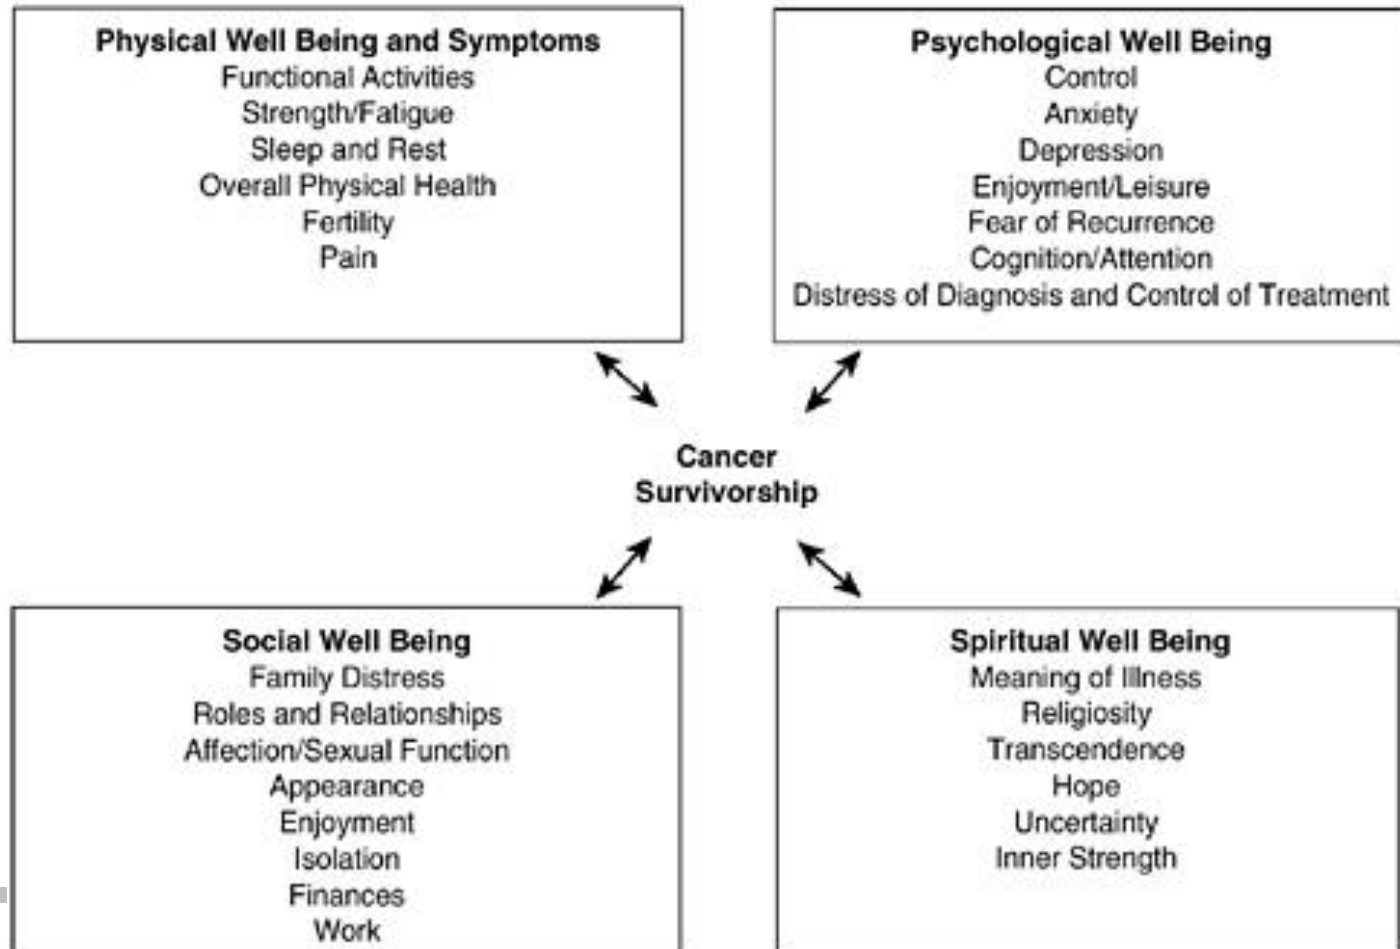 Physical Well Being and Symptoms
Functional Activities
Strength/Fatigue
Sleep and Rest
Overall Physical Health
Fertility
Pain
Psychological Well Being
Control
Anxiety
Depression
Enjoyment/Leisure
Fear of Recurrence
Cognition/Attention
Distress of Diagnosis and Control of Treatment
Cancer
Survivorship
Social Well Being
Family Distress
Roles and Relationships
Affection/Sexual Function
Appearance
Enjoyment
Isolation
Finances
Work
Spiritual Well Being
Meaning of Illness
Religiosity
Transcendence
Hope
Uncertainty
Inner Strength